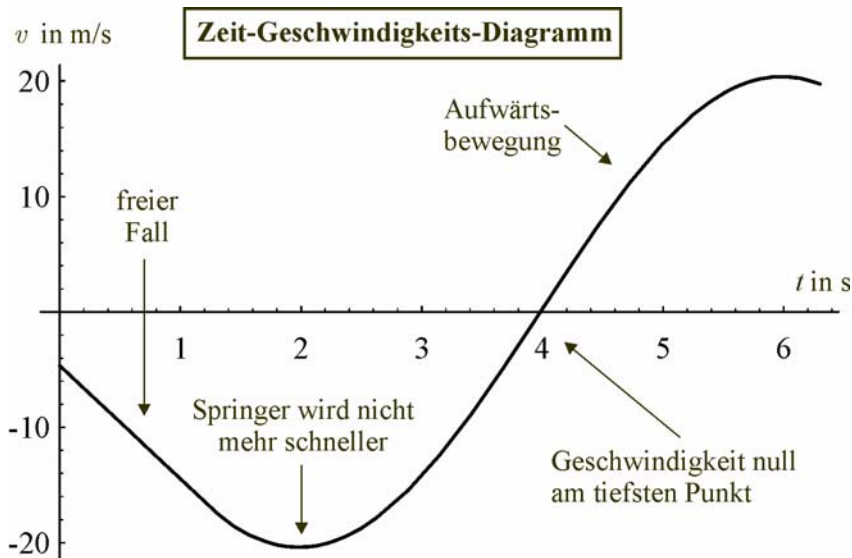 Zeit-Geschwindigkeits-Diagramm
v in m/s
20
10
-10
-20
Aufwärts-
bewegung
freier
Fall
t in s
1 2 3 4 5 6
Springer wird nicht
mehr schneller
Geschwindigkeit null
am tiefsten Punkt